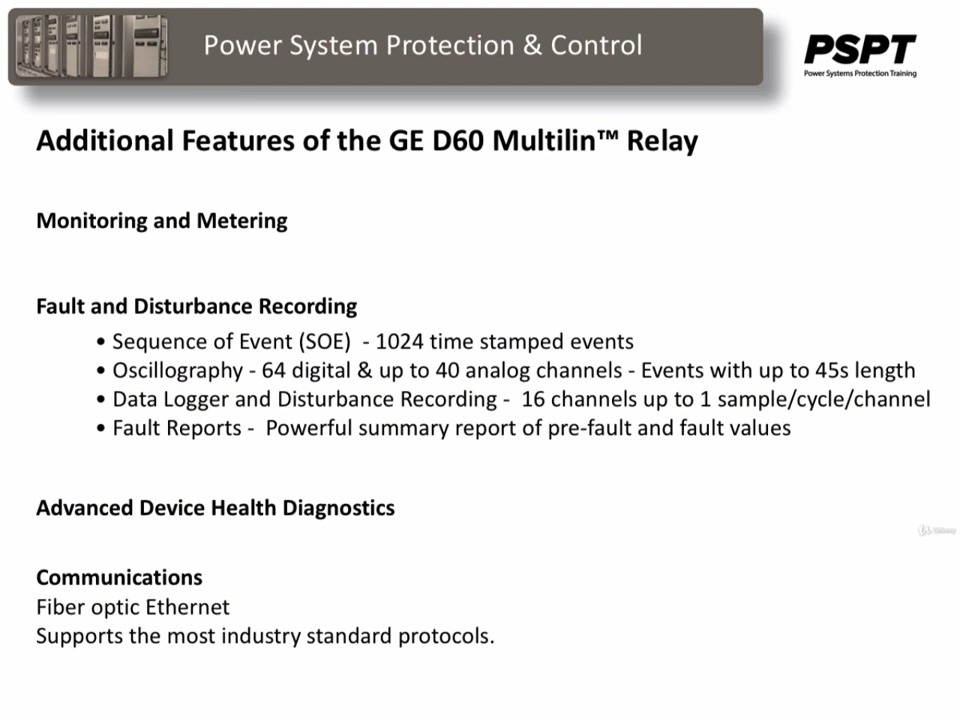 Power System Protection & Control
PSPT
Power Systems Protection Training
Additional Features of the GE D60 Multilin™ Relay
Monitoring and Metering
Fault and Disturbance Recording
• Sequence of Event (SOE) - 1024 time stamped events
• Oscillography - 64 digital & up to 40 analog channels - Events with up to 45s length
• Data Logger and Disturbance Recording - 16 channels up to 1 sample/cycle/channel
• Fault Reports - Powerful summary report of pre-fault and fault values
Advanced Device Health Diagnostics
Communications
Fiber optic Ethernet
Supports the most industry standard protocols.